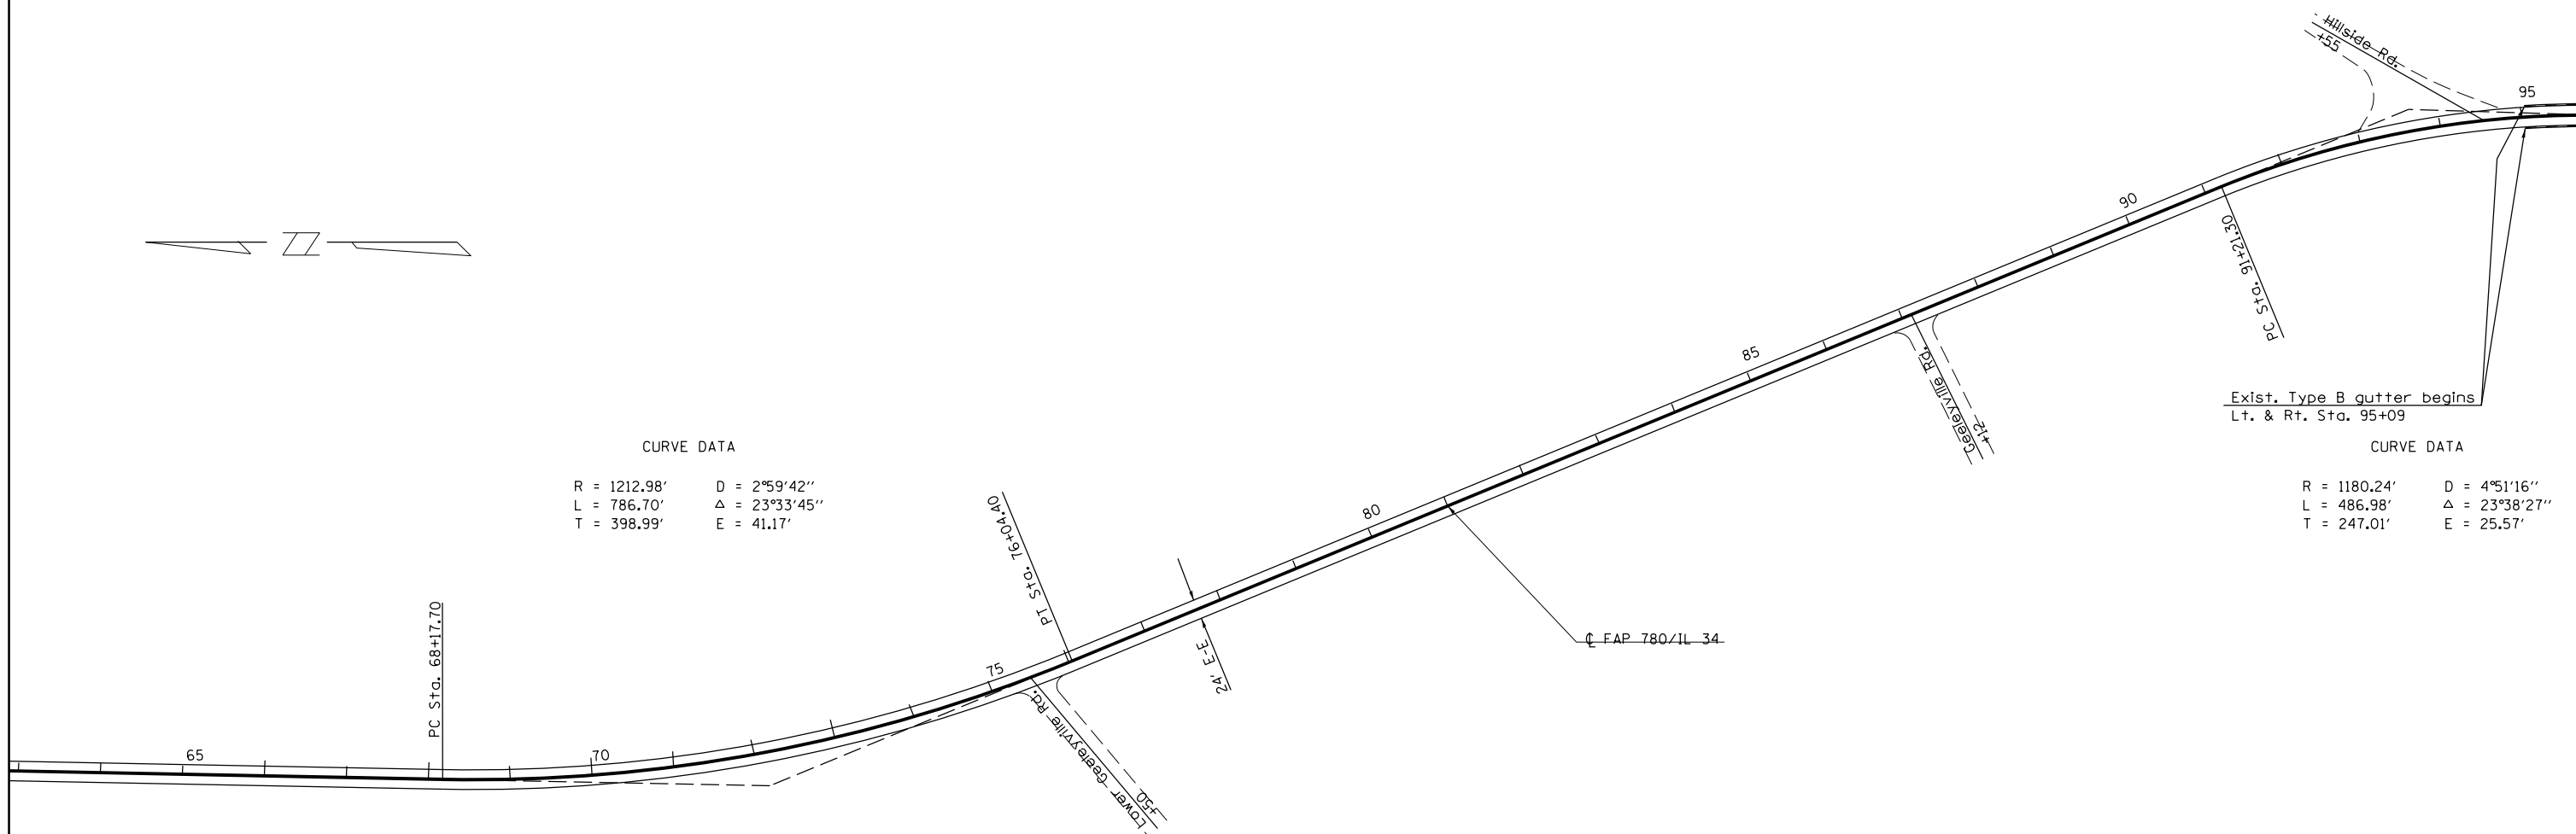 Hillside Rd.
+55
95
90
PC Sta. 91+21.30
Exist. Type B gutter begins
Lt. & Rt. Sta. 95+09
85
Ceeleyville Rd.
+12
CURVE DATA
R = 1212.98' D = 2°59'42''
L = 786.70' Δ = 23°33'45''
T = 398.99' E = 41.17'
CURVE DATA
R = 1180.24' D = 4°51'16''
L = 486.98' Δ = 23°38'27''
T = 247.01' E = 25.57'
80
PT Sta. 76+04.40
℄ FAP 780/IL 34
24' E-E
75
Lower Ceeleyville Rd.
+50
PC Sta. 68+17.70
65
70
Z